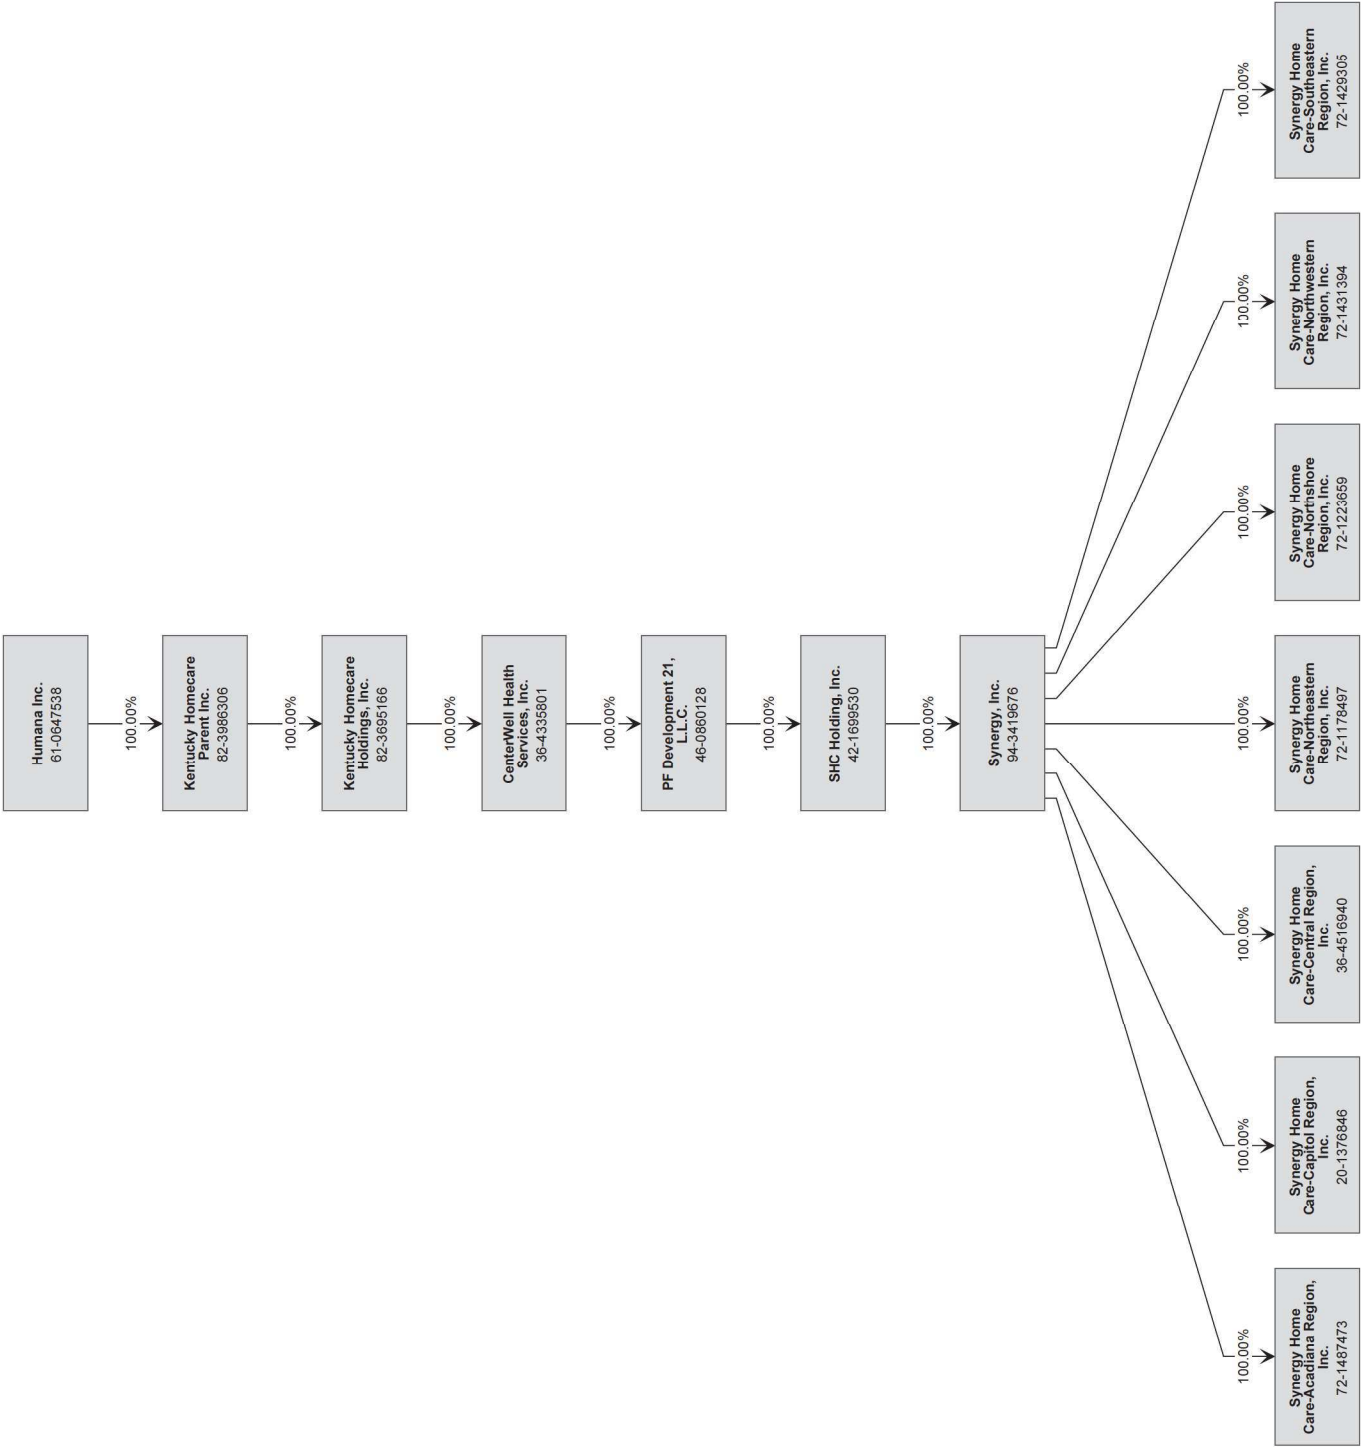 Humana Inc.
61-0647538
100.00%
Kentucky Homecare
Parent Inc.
82-3986306
100.00%
Kentucky Homecare
Holdings, Inc.
82-3695166
100.00%
CenterWell Health
Services, Inc.
36-4335801
100.00%
PF Development 21,
L.L.C.
46-0860128
100.00%
SHC Holding, Inc.
42-1699530
100.00%
Synergy, Inc.
94-3419676
100.00%
Synergy Home
Care-Acadiana Region,
Inc.
72-1487473
100.00%
Synergy Home
Care-Capitol Region,
Inc.
20-1376846
100.00%
Synergy Home
Care-Central Region,
Inc.
36-4516940
100.00%
Synergy Home
Care-Northeastern
Region, Inc.
72-1178497
100.00%
Synergy Home
Care-Northshore
Region, Inc.
72-1223659
100.00%
Synergy Home
Care-Northwestern
Region, Inc.
72-1431394
100.00%
Synergy Home
Care-Southeastern
Region, Inc.
72-1429305